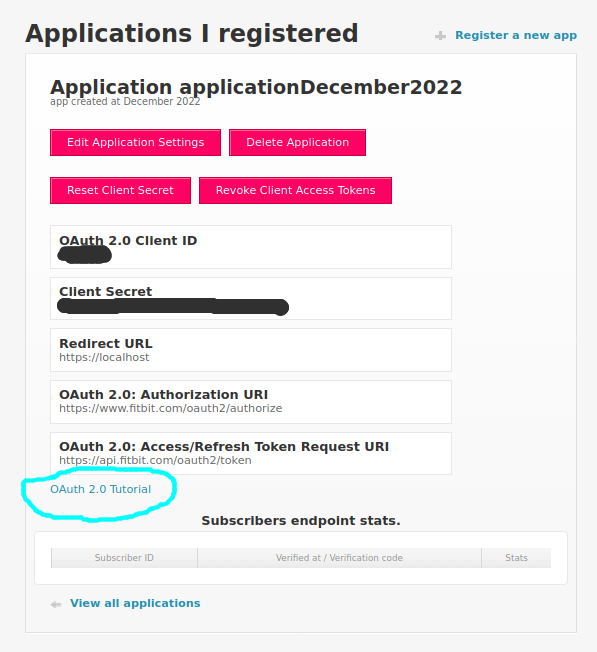 Applications I registered
Register a new app
Application applicationDecember2022
app created at December 2022
Edit Application Settings
Delete Application
Reset Client Secret
Revoke Client Access Tokens
OAuth 2.0 Client ID
Client Secret
Redirect URL
https://localhost
OAuth 2.0: Authorization URI
https://www.fitbit.com/oauth2/authorize
OAuth 2.0: Access/Refresh Token Request URI
https://api.fitbit.com/oauth2/token
OAuth 2.0 Tutorial
Subscribers endpoint stats.
Subscriber ID
Verified at / Verification code
Stats
View all applications